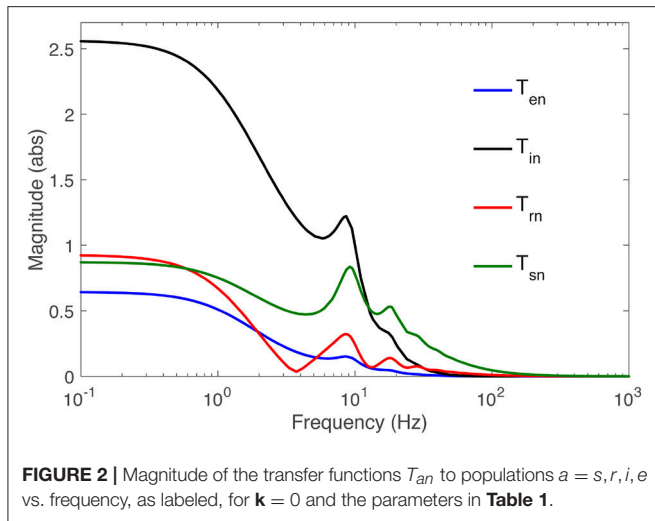 2.5
2
1.5
1
0.5
0
Magnitude (abs)
T_en
T_in
T_rn
T_sn
10^-1
10^0
10^1
10^2
10^3
Frequency (Hz)
FIGURE 2 | Magnitude of the transfer functions T_an to populations a = s, r, i, e
vs. frequency, as labeled, for k = 0 and the parameters in Table 1.